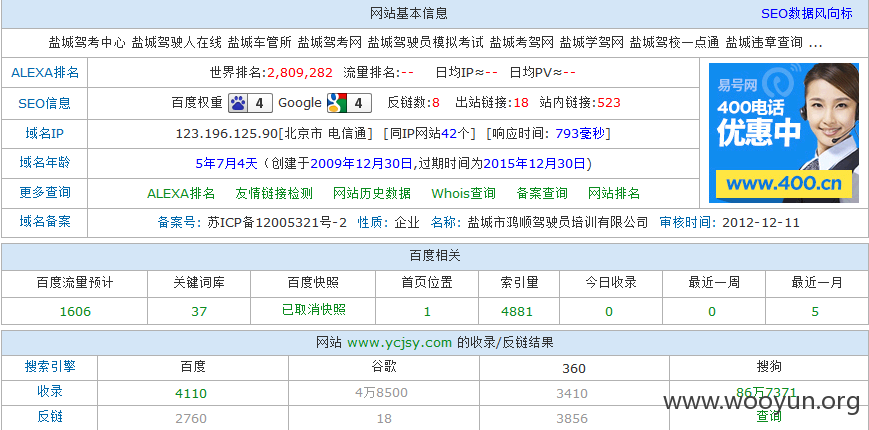 网站基本信息 SEO数据风向标
盐城驾考中心 盐城驾驶人在线 盐城车管所 盐城驾考网 盐城驾驶员模拟考试 盐城考驾网 盐城学驾网 盐城驾校一点通 盐城违章查询 ...
ALEXA排名 世界排名:2,809,282 流量排名:-- 日均IP≈-- 日均PV≈--
SEO信息 百度权重 4 Google 4 反链数:8 出站链接:18 站内链接:523
域名IP 123.196.125.90[北京市 电信通] [同IP网站42个] [响应时间: 793毫秒]
域名年龄 5年7月4天 (创建于2009年12月30日,过期时间为2015年12月30日)
更多查询 ALEXA排名 友情链接检测 网站历史数据 Whois查询 备案查询 网站排名
域名备案 备案号: 苏ICP备12005321号-2 性质: 企业 名称: 盐城市鸿顺驾驶员培训有限公司 审核时间: 2012-12-11
易号网
400电话
优惠中
www.400.cn
百度相关
百度流量预计 关键词库 百度快照 首页位置 索引量 今日收录 最近一周 最近一月
1606 37 已取消快照 1 4881 0 0 5
网站 www.ycjsy.com 的收录/反链结果
搜索引擎 百度 谷歌 360 搜狗
收录 4110 4万8500 3410 86万7371
反链 2760 18 3856 查询
www.wooyun.org